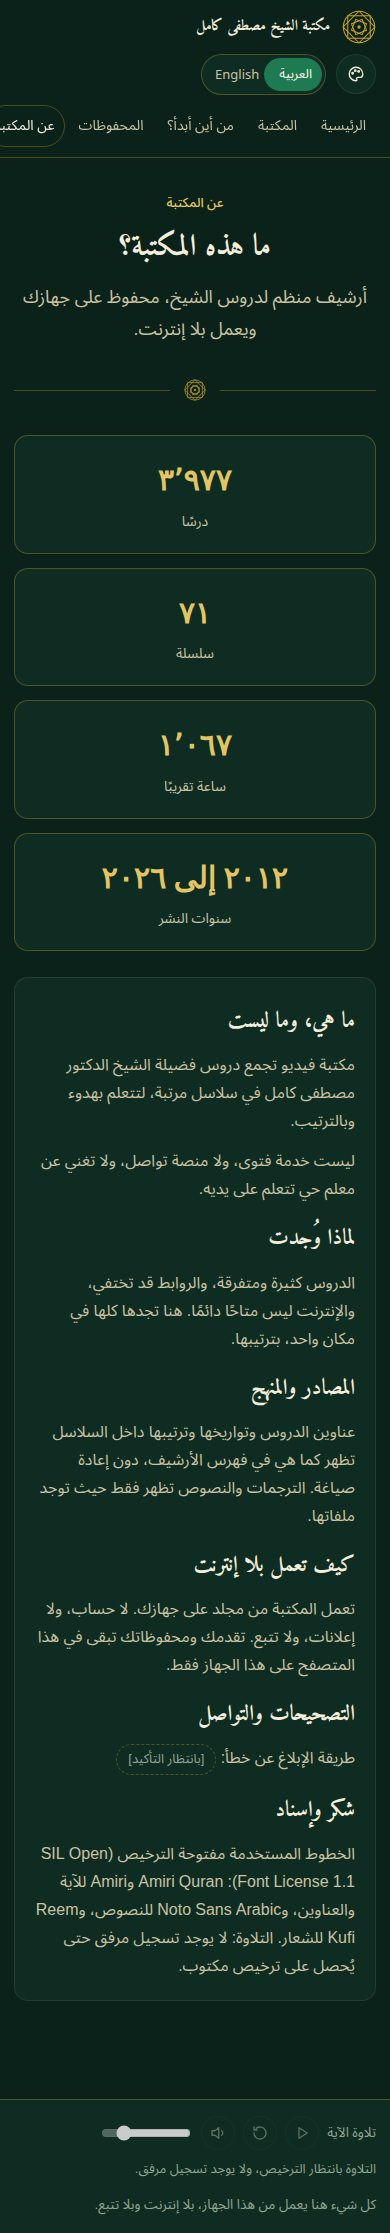 مكتبة الشيخ مصطفى كامل
العربية
English
الرئيسية
المكتبة
من أين أبدأ؟
المحفوظات
عن المكتبة
عن المكتبة
ما هذه المكتبة؟
أرشيف منظم لدروس الشيخ، محفوظ على جهازك
ويعمل بلا إنترنت.
٣٬٩٧٧
درسًا
٧١
سلسلة
١٬٠٦٧
ساعة تقريبًا
٢٠١٢ إلى ٢٠٢٦
سنوات النشر
ما هي، وما ليست
مكتبة فيديو تجمع دروس فضيلة الشيخ الدكتور
مصطفى كامل في سلاسل مرتبة، لتتعلم بهدوء
وبالترتيب.
ليست خدمة فتوى، ولا منصة تواصل، ولا تغني عن
معلم حي تتعلم على يديه.
لماذا وُجدت
الدروس كثيرة ومتفرقة، والروابط قد تختفي،
والإنترنت ليس متاحًا دائمًا. هنا تجدها كلها في
مكان واحد، بترتيبها.
المصادر والمنهج
عناوين الدروس وتواريخها وترتيبها داخل السلاسل
تظهر كما هي في فهرس الأرشيف، دون إعادة
صياغة. الترجمات والنصوص تظهر فقط حيث توجد
ملفاتها.
كيف تعمل بلا إنترنت
تعمل المكتبة من مجلد على جهازك. لا حساب، ولا
إعلانات، ولا تتبع. تقدمك ومحفوظاتك تبقى في هذا
المتصفح على هذا الجهاز فقط.
التصحيحات والتواصل
طريقة الإبلاغ عن خطأ: [بانتظار التأكيد]
شكر وإسناد
الخطوط المستخدمة مفتوحة الترخيص (SIL Open
Font License 1.1): Amiri Quran وAmiri للآية
والعناوين، وNoto Sans Arabic للنصوص، وReem
Kufi للشعار. التلاوة: لا يوجد تسجيل مرفق حتى
يُحصل على ترخيص مكتوب.
تلاوة الآية
التلاوة بانتظار الترخيص، ولا يوجد تسجيل مرفق.
كل شيء هنا يعمل من هذا الجهاز، بلا إنترنت وبلا تتبع.